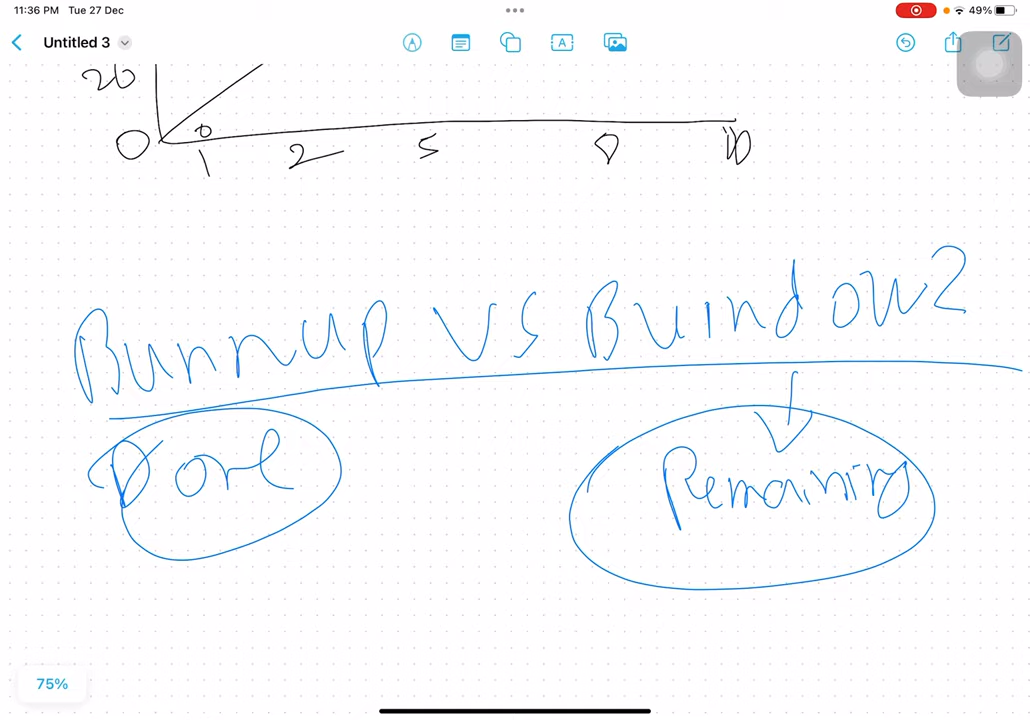 11:36 PM Tue 27 Dec
49%
Untitled 3
A
20
0
0
1 2 5 8 10
Burnup vs Burndown?
Done
Remaining
75%